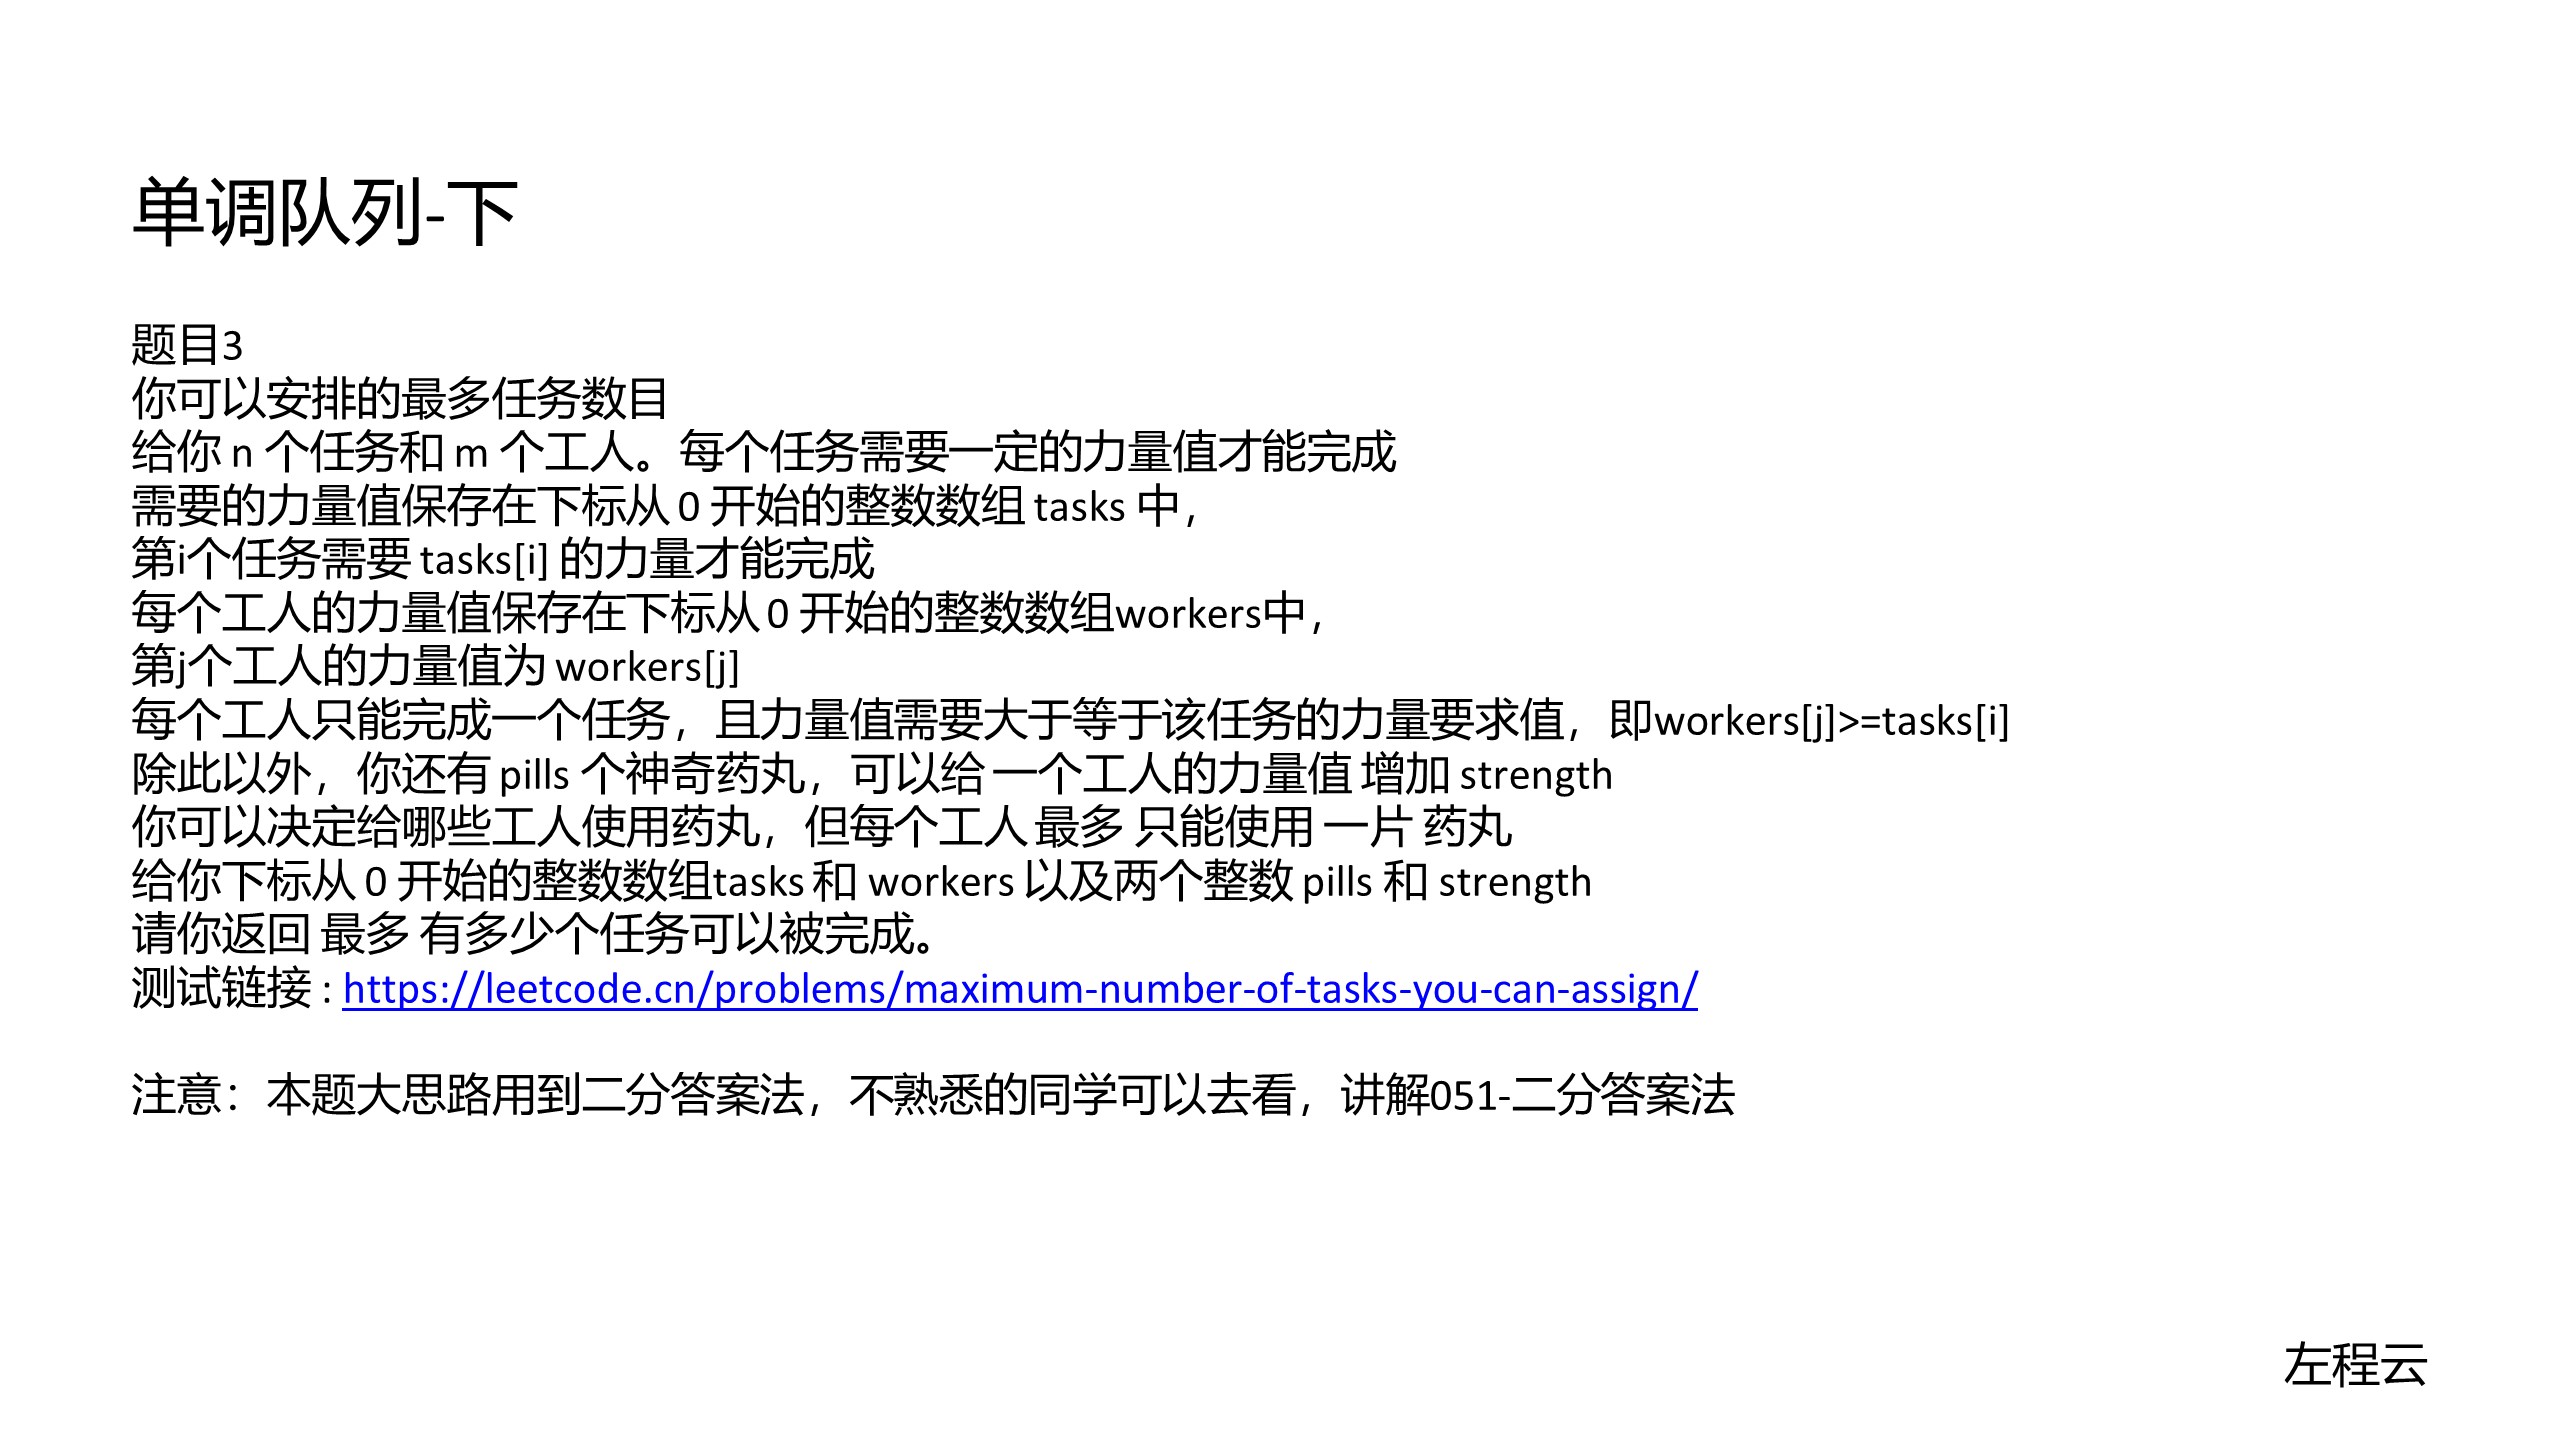 单调队列-下
题目3
你可以安排的最多任务数目
给你 n 个任务和 m 个工人。每个任务需要一定的力量值才能完成
需要的力量值保存在下标从 0 开始的整数数组 tasks 中，
第i个任务需要 tasks[i] 的力量才能完成
每个工人的力量值保存在下标从 0 开始的整数数组workers中，
第j个工人的力量值为 workers[j]
每个工人只能完成一个任务，且力量值需要大于等于该任务的力量要求值，即workers[j]>=tasks[i]
除此以外，你还有 pills 个神奇药丸，可以给 一个工人的力量值 增加 strength
你可以决定给哪些工人使用药丸，但每个工人 最多 只能使用 一片 药丸
给你下标从 0 开始的整数数组tasks 和 workers 以及两个整数 pills 和 strength
请你返回 最多 有多少个任务可以被完成。
测试链接 : https://leetcode.cn/problems/maximum-number-of-tasks-you-can-assign/
注意：本题大思路用到二分答案法，不熟悉的同学可以去看，讲解051-二分答案法
左程云